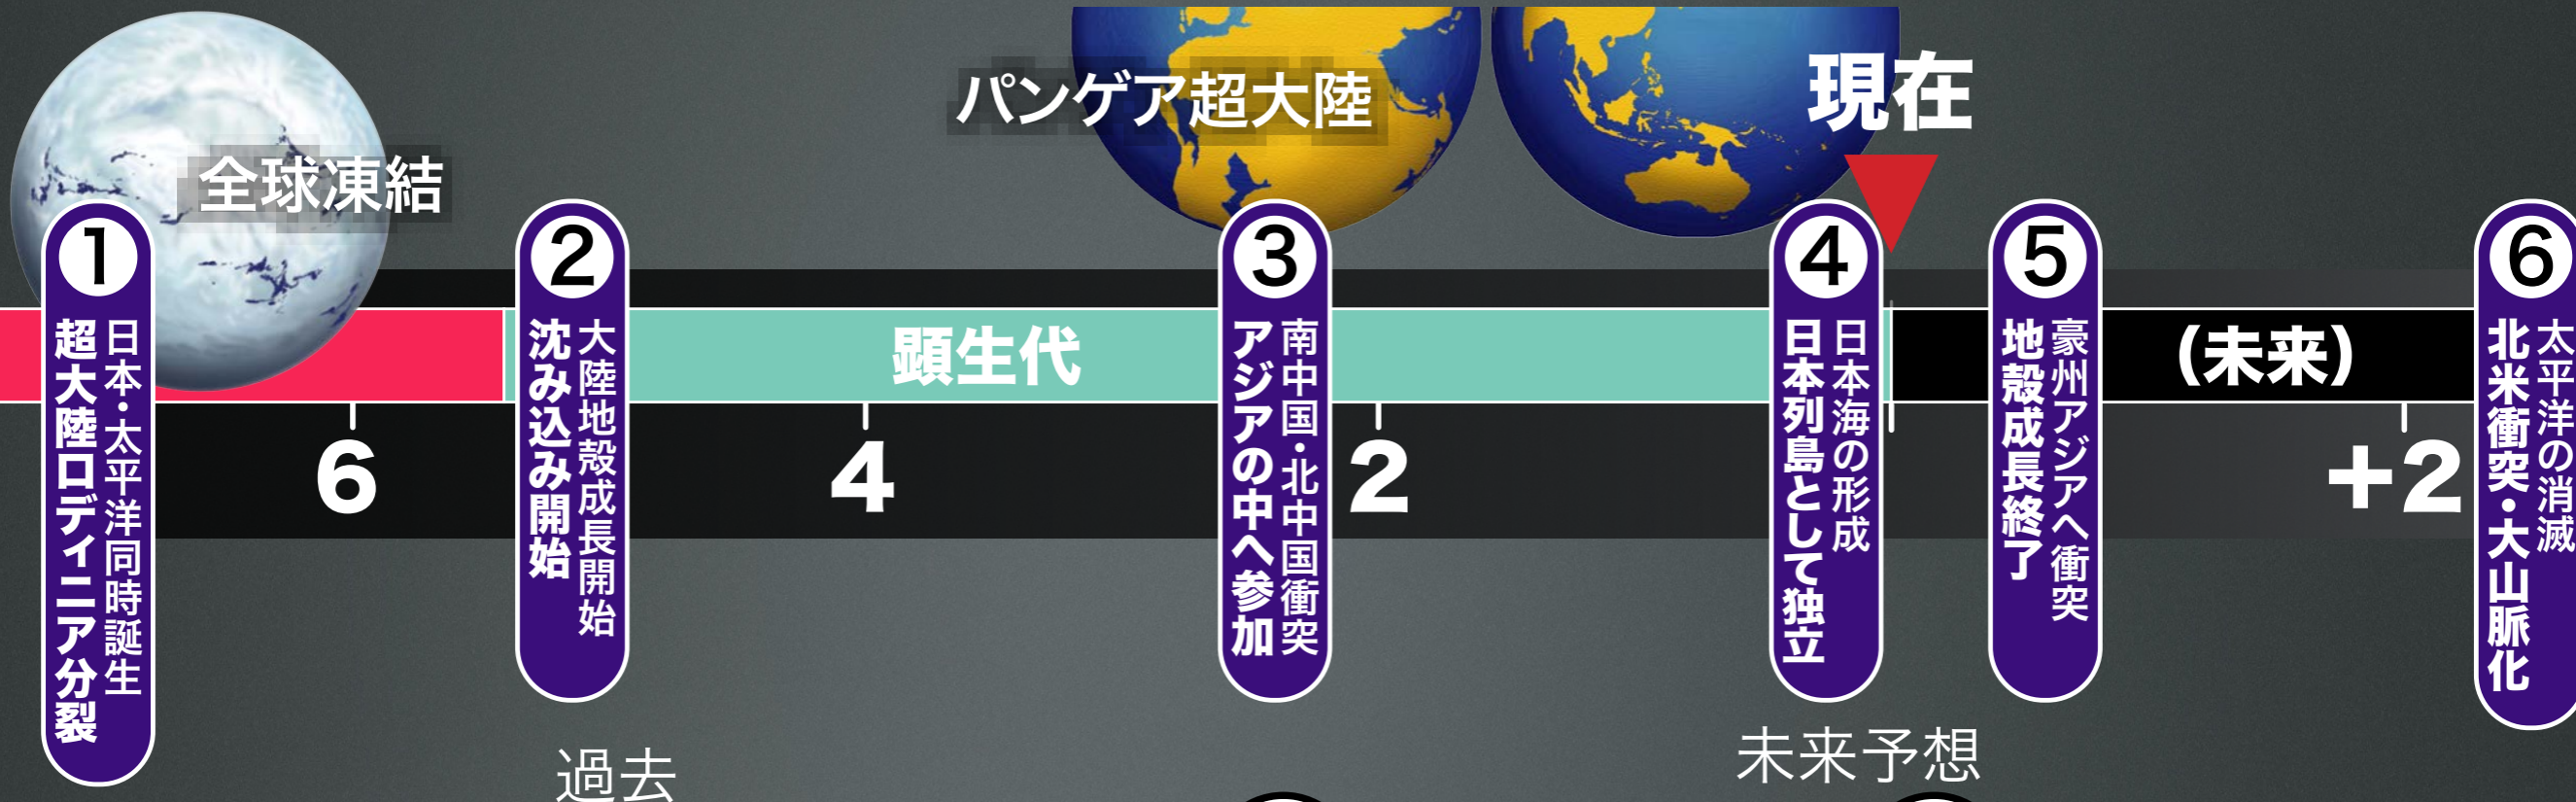 全球凍結
パンゲア超大陸
現在
1
日本・太平洋同時誕生
超大陸ロディニア分裂
2
大陸地殻成長開始
沈み込み開始
3
南中国・北中国衝突
アジアの中へ参加
4
日本海の形成
日本列島として独立
5
豪州アジアへ衝突
地殻成長終了
6
太平洋の消滅
北米衝突・大山脈化
顕生代
(未来)
6
4
2
+2
過去
未来予想